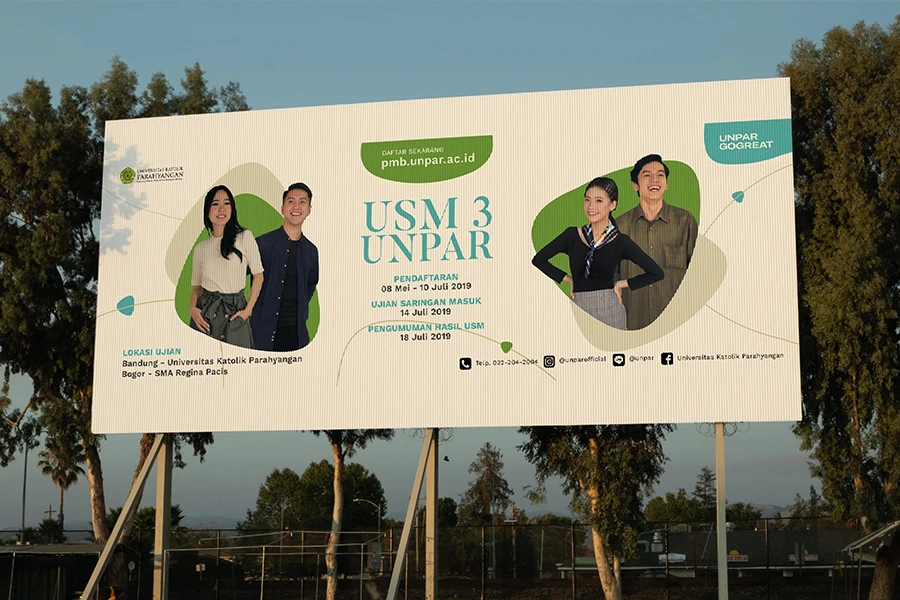 UNIVERSITAS KATOLIK
PARAHYANGAN
DAFTAR SEKARANG
pmb.unpar.ac.id
UNPAR
GOGREAT
USM 3
UNPAR
PENDAFTARAN
08 Mei - 10 Juli 2019
UJIAN SARINGAN MASUK
14 Juli 2019
PENGUMUMAN HASIL USM
18 Juli 2019
LOKASI UJIAN
Bandung - Universitas Katolik Parahyangan
Bogor - SMA Regina Pacis
Telp. 022-204-2004 @unparofficial @unpar Universitas Katolik Parahyangan